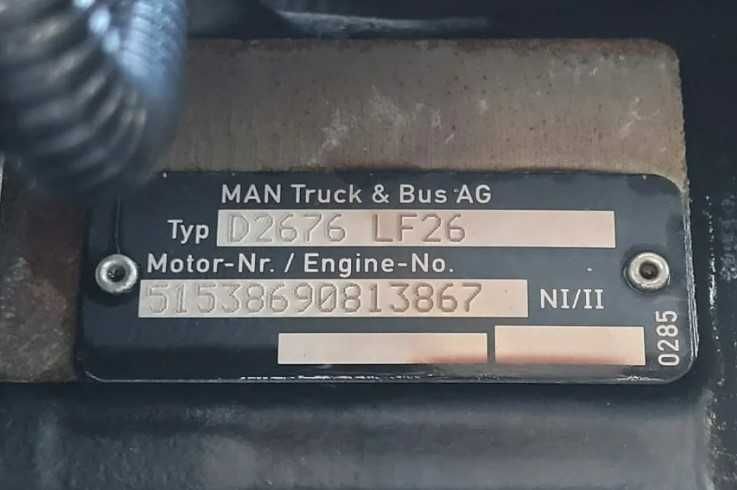 MAN Truck & Bus AG
Typ D2676 LF26
Motor-Nr. / Engine-No.
51538690813867 NI/II
0285